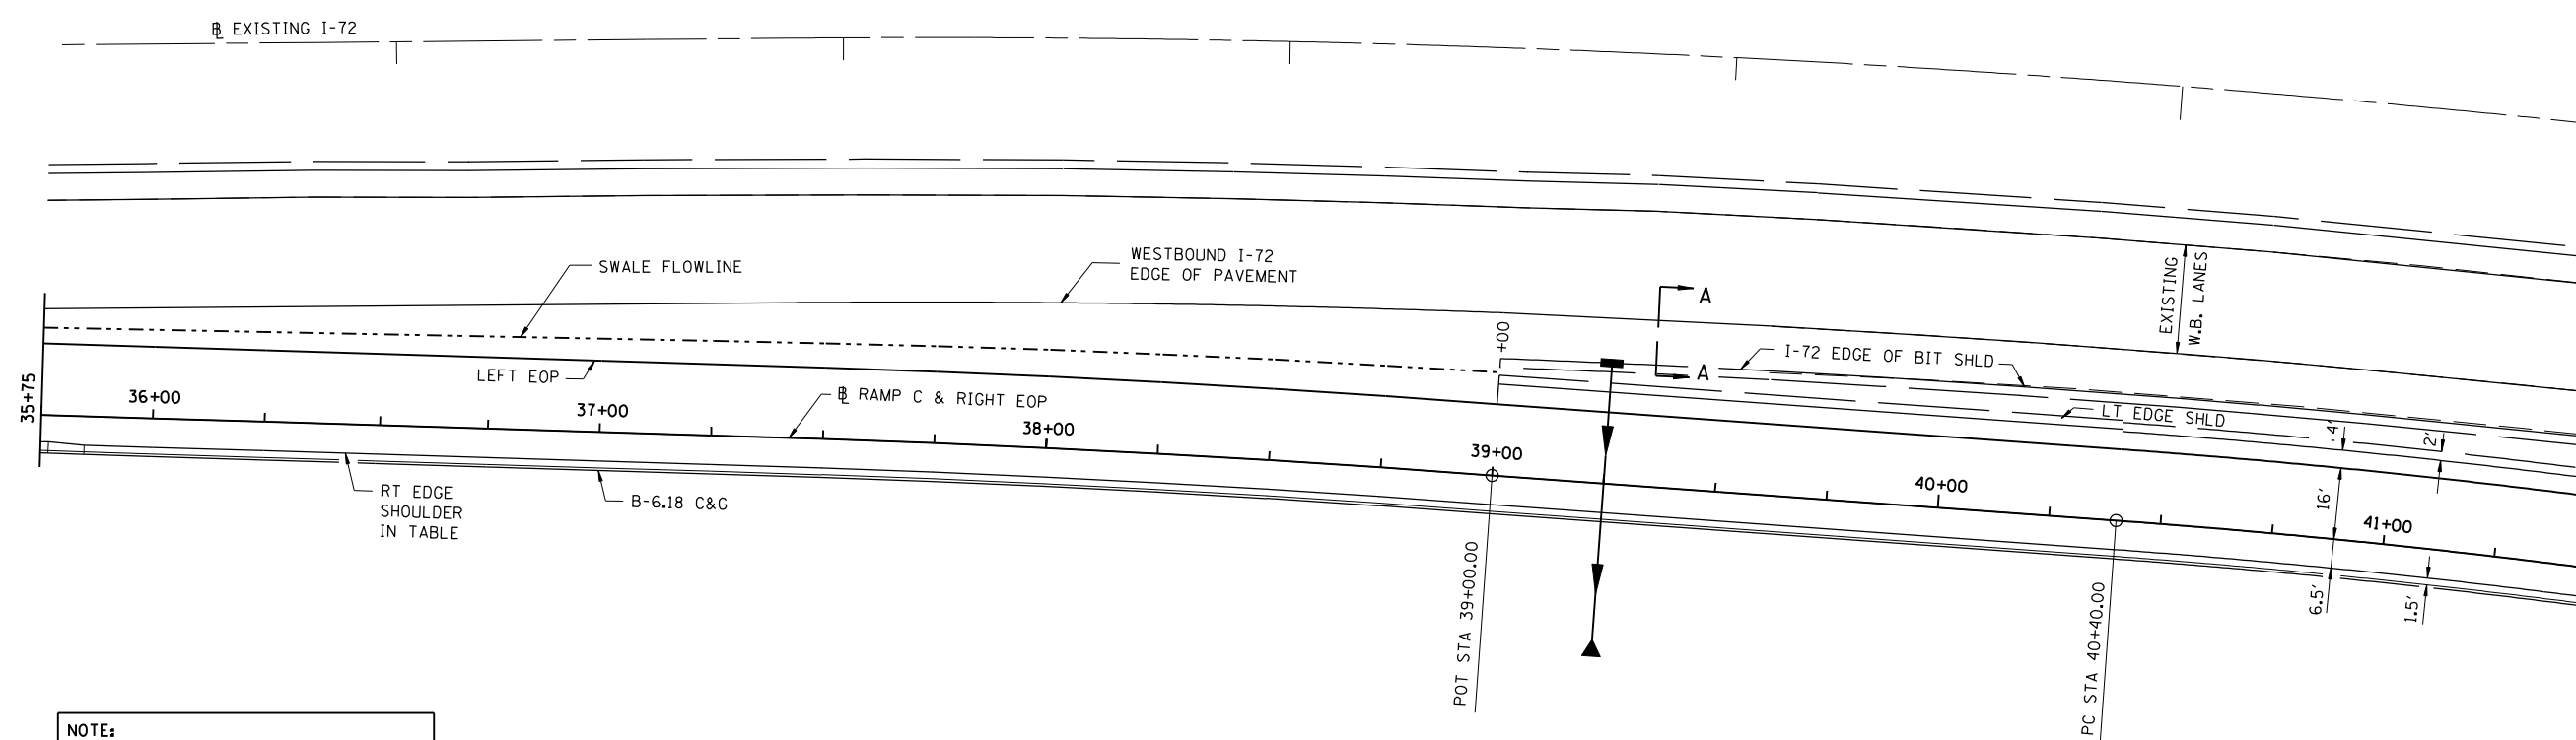 ℄ EXISTING I-72
SWALE FLOWLINE
WESTBOUND I-72
EDGE OF PAVEMENT
A
A
+00
I-72 EDGE OF BIT SHLD
EXISTING
W.B. LANES
LEFT EOP
LT EDGE SHLD
35+75
36+00
37+00
38+00
39+00
40+00
41+00
℄ RAMP C & RIGHT EOP
4'
2'
16'
6.5'
1.5'
RT EDGE
SHOULDER
IN TABLE
B-6.18 C&G
POT STA 39+00.00
PC STA 40+40.00
NOTE: